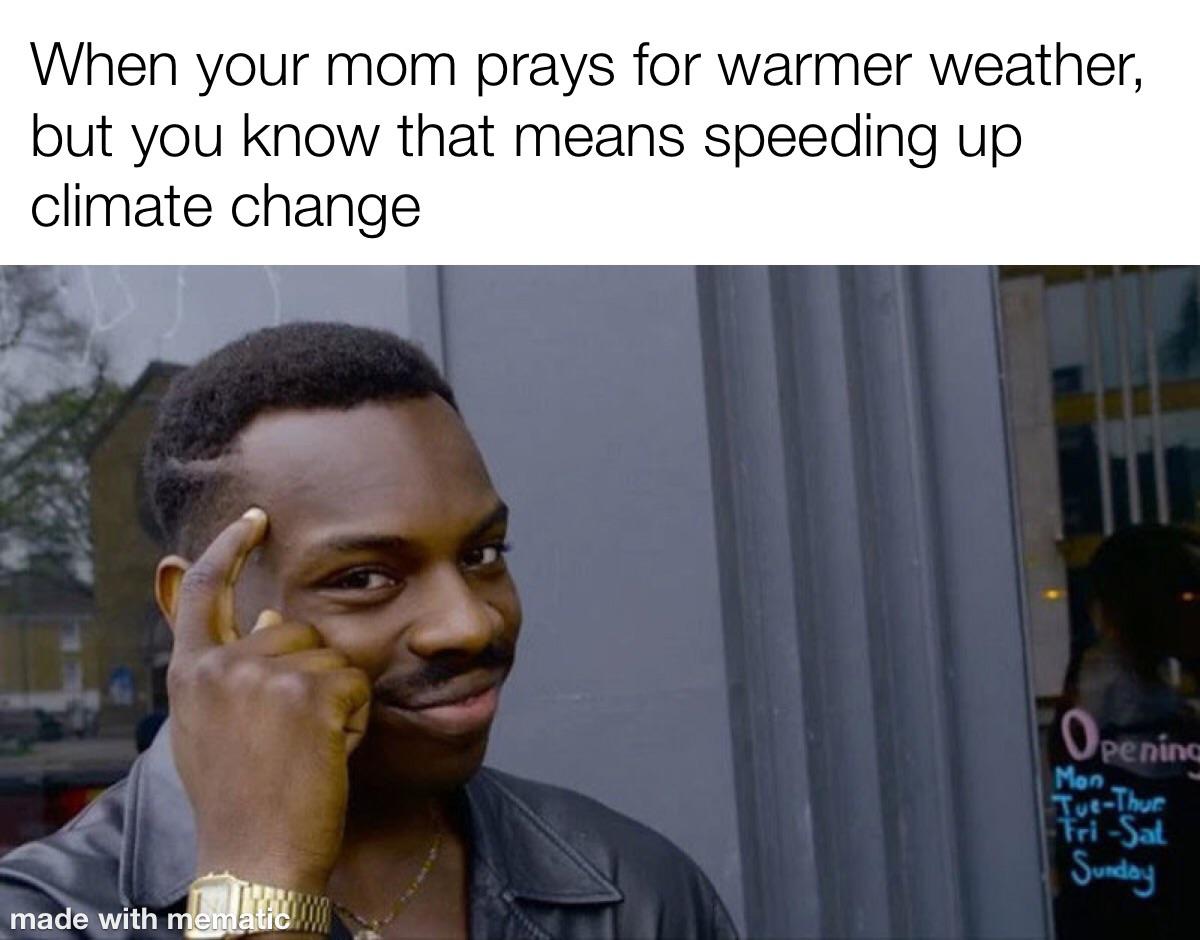 When your mom prays for warmer weather,
but you know that means speeding up
climate change
Opening
Mon
Tue-Thur
Fri -Sat
Sunday
made with mematic